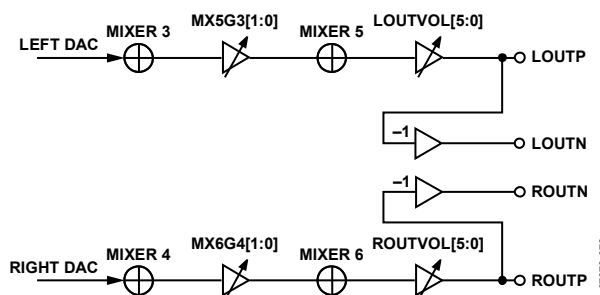 MIXER 3 MX5G3[1:0] MIXER 5 LOUTVOL[5:0]
LEFT DAC LOUTP
–1 LOUTN
–1 ROUTN
MIXER 4 MX6G4[1:0] MIXER 6 ROUTVOL[5:0]
RIGHT DAC ROUTP